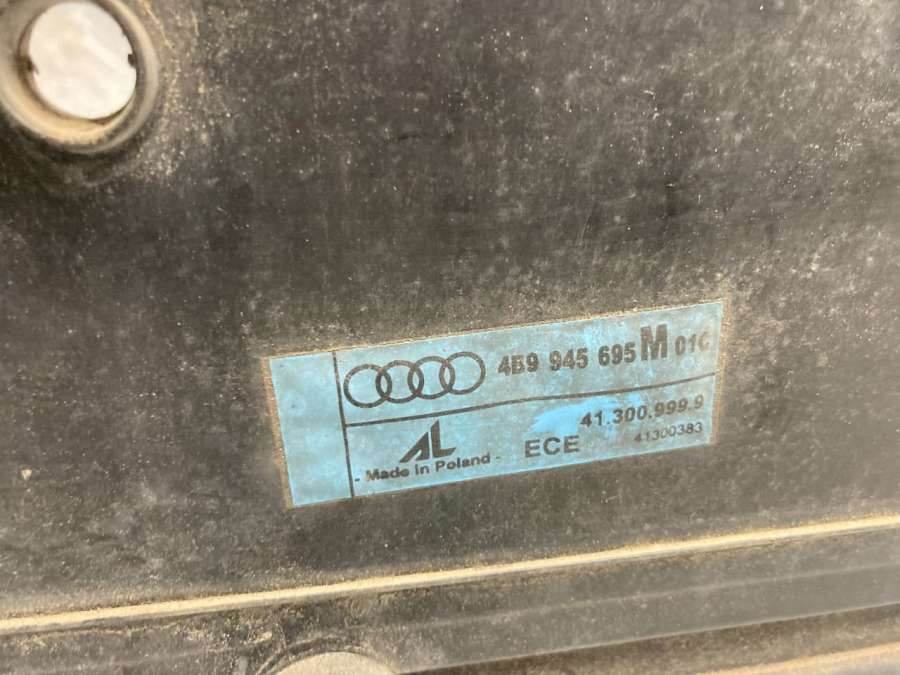 4B9 945 695 M 01C
41.300.999.9
AL ECE 41300383
- Made in Poland -